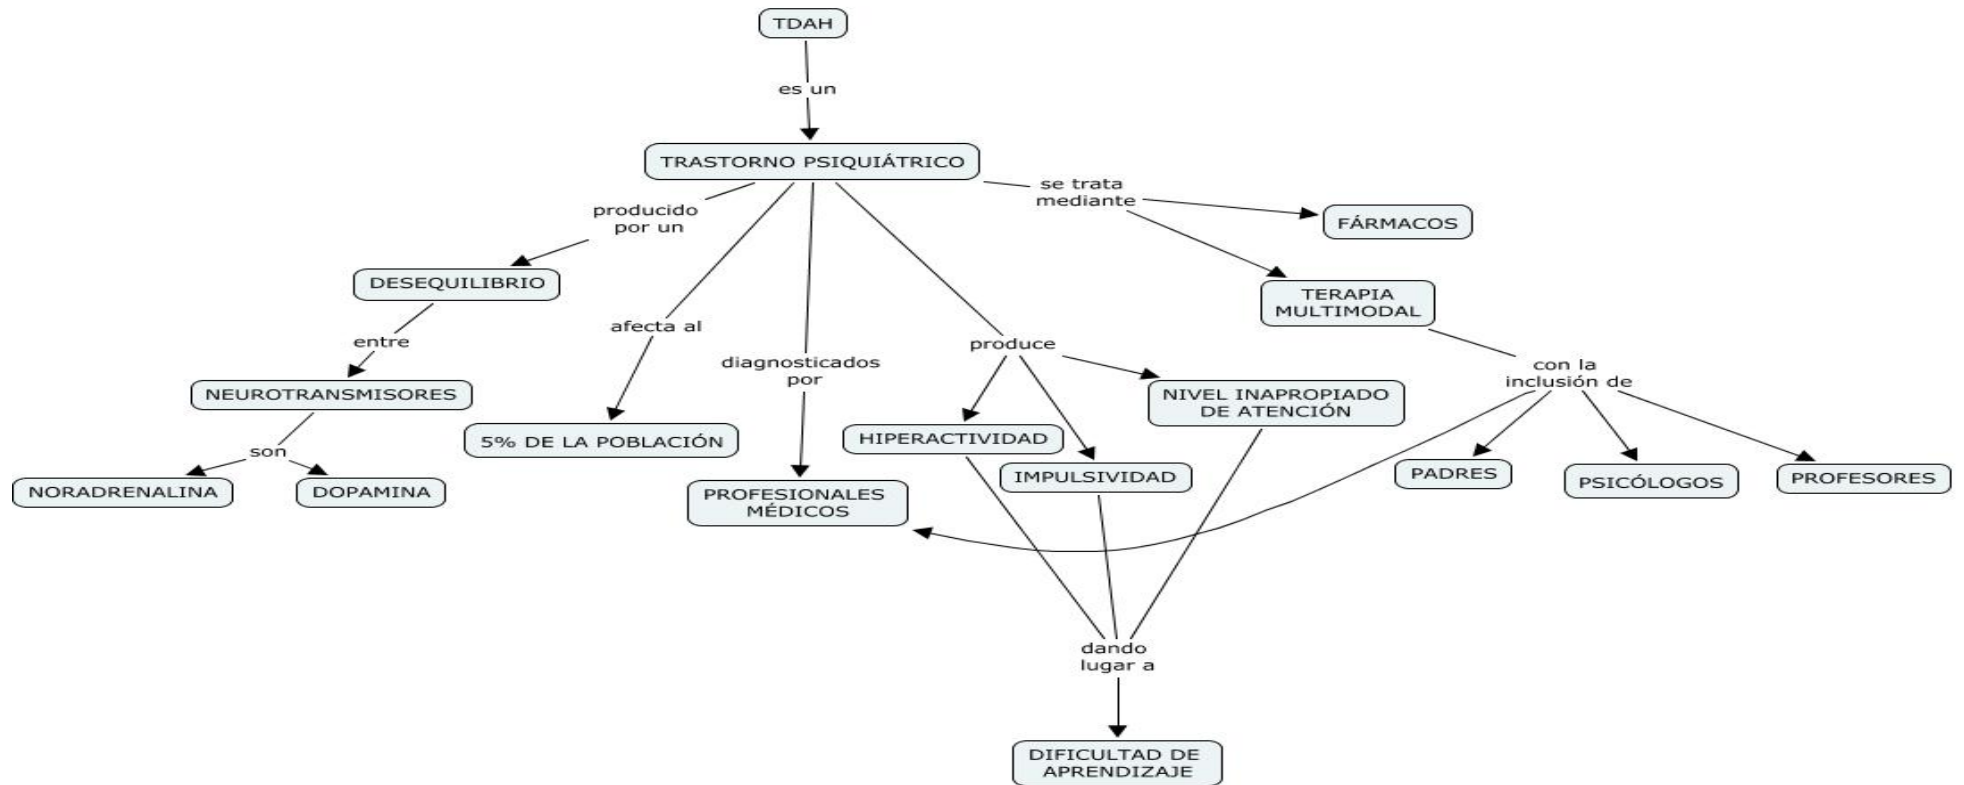 TDAH
es un
TRASTORNO PSIQUIÁTRICO
se trata
mediante
producido
por un
FÁRMACOS
DESEQUILIBRIO
TERAPIA
MULTIMODAL
afecta al
entre
produce
diagnosticados
por
con la
inclusión de
NEUROTRANSMISORES
NIVEL INAPROPIADO
DE ATENCIÓN
5% DE LA POBLACIÓN
HIPERACTIVIDAD
son
IMPULSIVIDAD
PADRES
PSICÓLOGOS
PROFESORES
NORADRENALINA
DOPAMINA
PROFESIONALES
MÉDICOS
dando
lugar a
DIFICULTAD DE
APRENDIZAJE